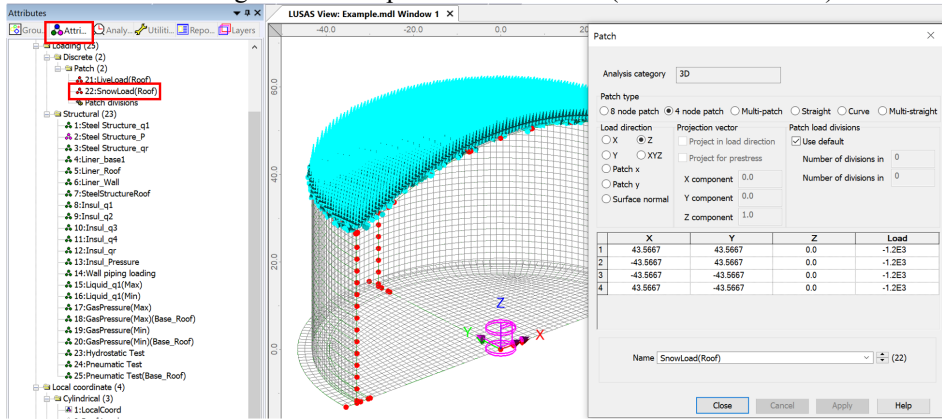 Attributes
Grou...
Attri...
Analy...
Utiliti...
Repo...
Layers
Loading (25)
Discrete (2)
Patch (2)
21:LiveLoad(Roof)
22:SnowLoad(Roof)
Patch divisions
Structural (23)
1:Steel Structure_q1
2:Steel Structure_P
3:Steel Structure_qr
4:Liner_base1
5:Liner_Roof
6:Liner_Wall
7:SteelStructureRoof
8:Insul_q1
9:Insul_q2
10:Insul_q3
11:Insul_q4
12:Insul_qr
13:Insul_Pressure
14:Wall piping loading
15:Liquid_q1(Max)
16:Liquid_q1(Min)
17:GasPressure(Max)
18:GasPressure(Max)(Base_Roof)
19:GasPressure(Min)
20:GasPressure(Min)(Base_Roof)
23:Hydrostatic Test
24:Pneumatic Test
25:Pneumatic Test(Base_Roof)
Local coordinate (4)
Cylindrical (3)
1:LocalCoord
LUSAS View: Example.mdl Window 1 X
-40.0 -20.0 0.0 20
60.0
40.0
20.0
0.0
Z
Y
X
Patch
Analysis category 3D
Patch type
8 node patch 4 node patch Multi-patch Straight Curve Multi-straight
Load direction
X Z
Y XYZ
Patch x
Patch y
Surface normal
Projection vector
Project in load direction
Project for prestress
X component 0.0
Y component 0.0
Z component 1.0
Patch load divisions
Use default
Number of divisions in 0
Number of divisions in 0
X Y Z Load
1 43.5667 43.5667 0.0 -1.2E3
2 -43.5667 43.5667 0.0 -1.2E3
3 -43.5667 -43.5667 0.0 -1.2E3
4 43.5667 -43.5667 0.0 -1.2E3
Name SnowLoad(Roof) (22)
Close Cancel Apply Help